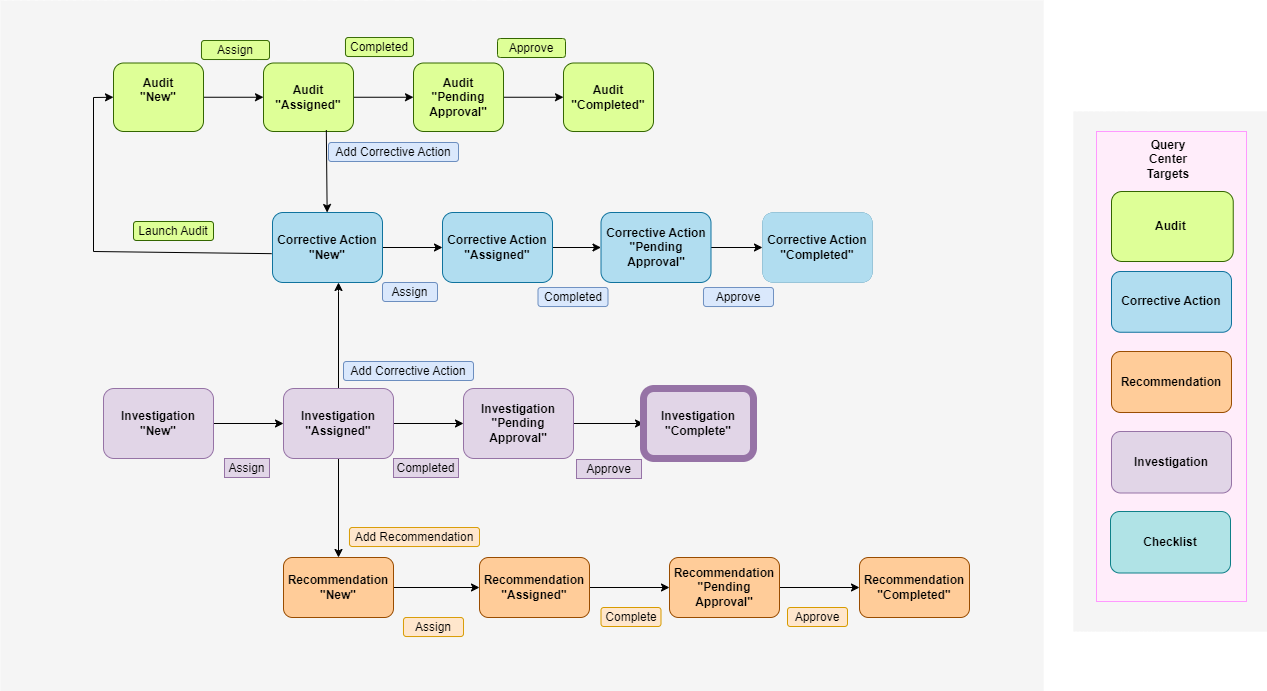 Assign
Completed
Approve
Audit
"New"
Audit
"Assigned"
Audit
"Pending
Approval"
Audit
"Completed"
Add Corrective Action
Launch Audit
Corrective Action
"New"
Corrective Action
"Assigned"
Corrective Action
"Pending
Approval"
Corrective Action
"Completed"
Assign
Completed
Approve
Add Corrective Action
Investigation
"New"
Investigation
"Assigned"
Investigation
"Pending
Approval"
Investigation
"Complete"
Assign
Completed
Approve
Add Recommendation
Recommendation
"New"
Recommendation
"Assigned"
Recommendation
"Pending
Approval"
Recommendation
"Completed"
Assign
Complete
Approve
Query
Center
Targets
Audit
Corrective Action
Recommendation
Investigation
Checklist